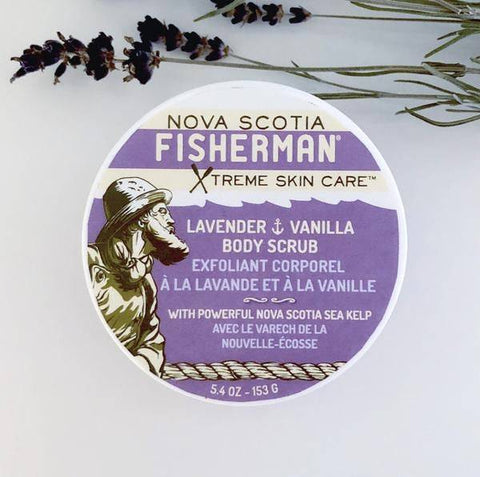 NOVA SCOTIA
FISHERMAN®
XTREME SKIN CARE™
LAVENDER ⚓ VANILLA
BODY SCRUB
EXFOLIANT CORPOREL
À LA LAVANDE ET À LA VANILLE
WITH POWERFUL NOVA SCOTIA SEA KELP
AVEC LE VARECH DE LA
NOUVELLE-ÉCOSSE
5.4 OZ - 153 G